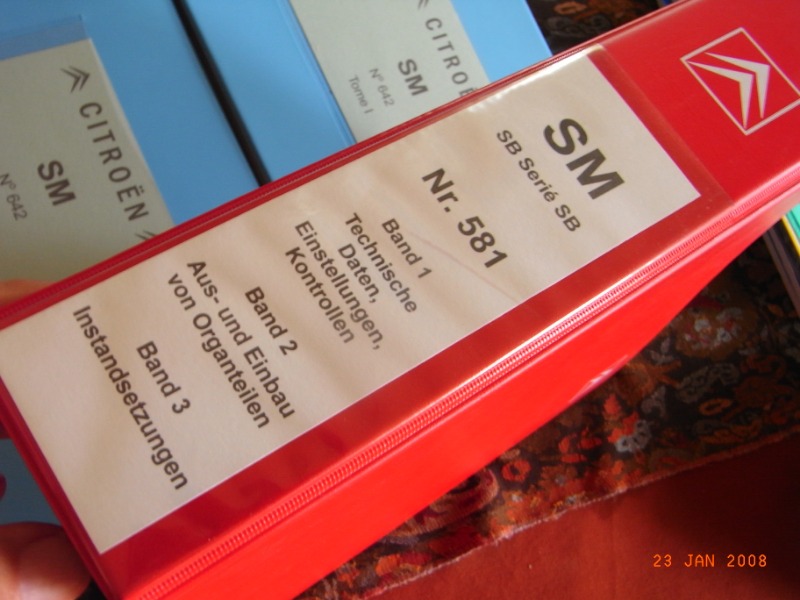 SM
SB Serié SB
Nr. 581
Band 1
Technische
Daten,
Einstellungen,
Kontrollen
Band 2
Aus- und Einbau
von Organteilen
Band 3
Instandsetzungen
CITROËN
SM
Nº 642
CITROËN
SM
Nº 642
Tome I
23 JAN 2008